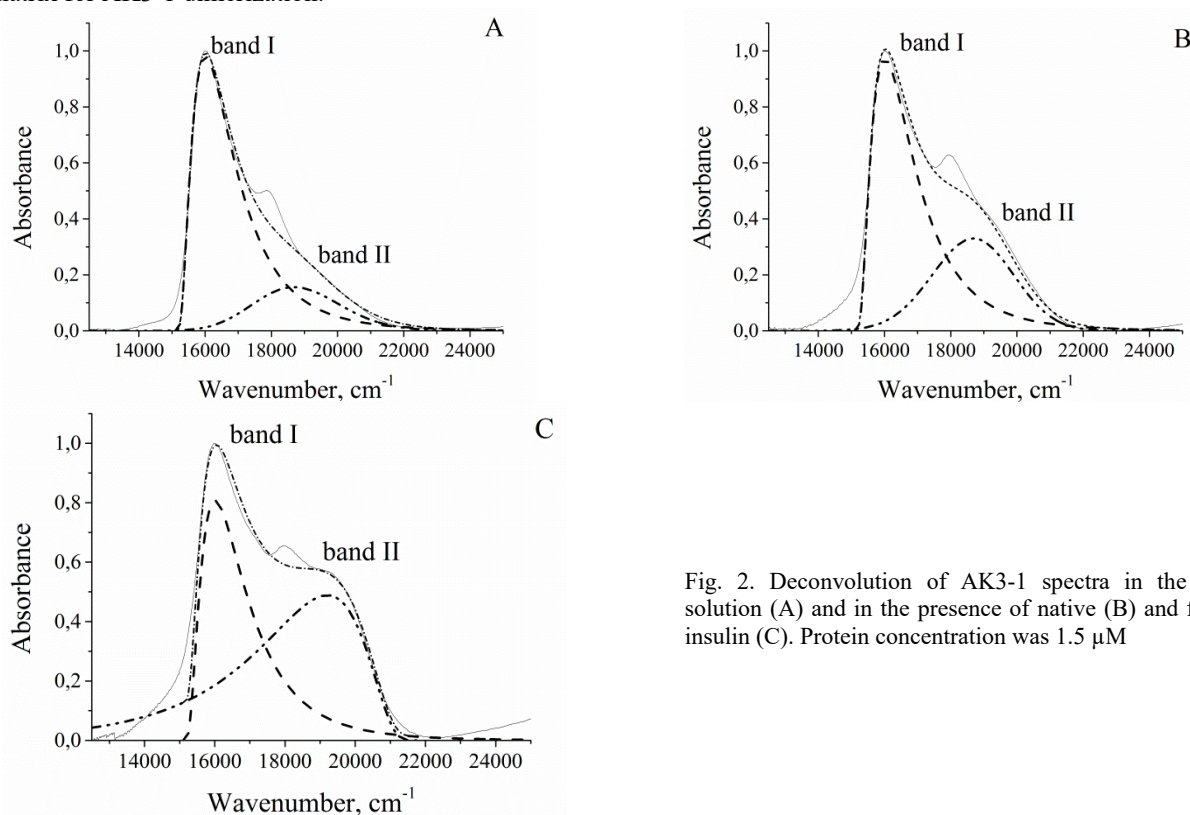 for AK3-1 dimerization.
A
band I
band II
1,0
0,8
0,6
0,4
0,2
0,0
Absorbance
14000 16000 18000 20000 22000 24000
Wavenumber, cm-1
B
band I
band II
1,0
0,8
0,6
0,4
0,2
0,0
Absorbance
14000 16000 18000 20000 22000 24000
Wavenumber, cm-1
C
band I
band II
1,0
0,8
0,6
0,4
0,2
0,0
Absorbance
14000 16000 18000 20000 22000 24000
Wavenumber, cm-1
Fig. 2. Deconvolution of AK3-1 spectra in the
solution (A) and in the presence of native (B) and
insulin (C). Protein concentration was 1.5 µM